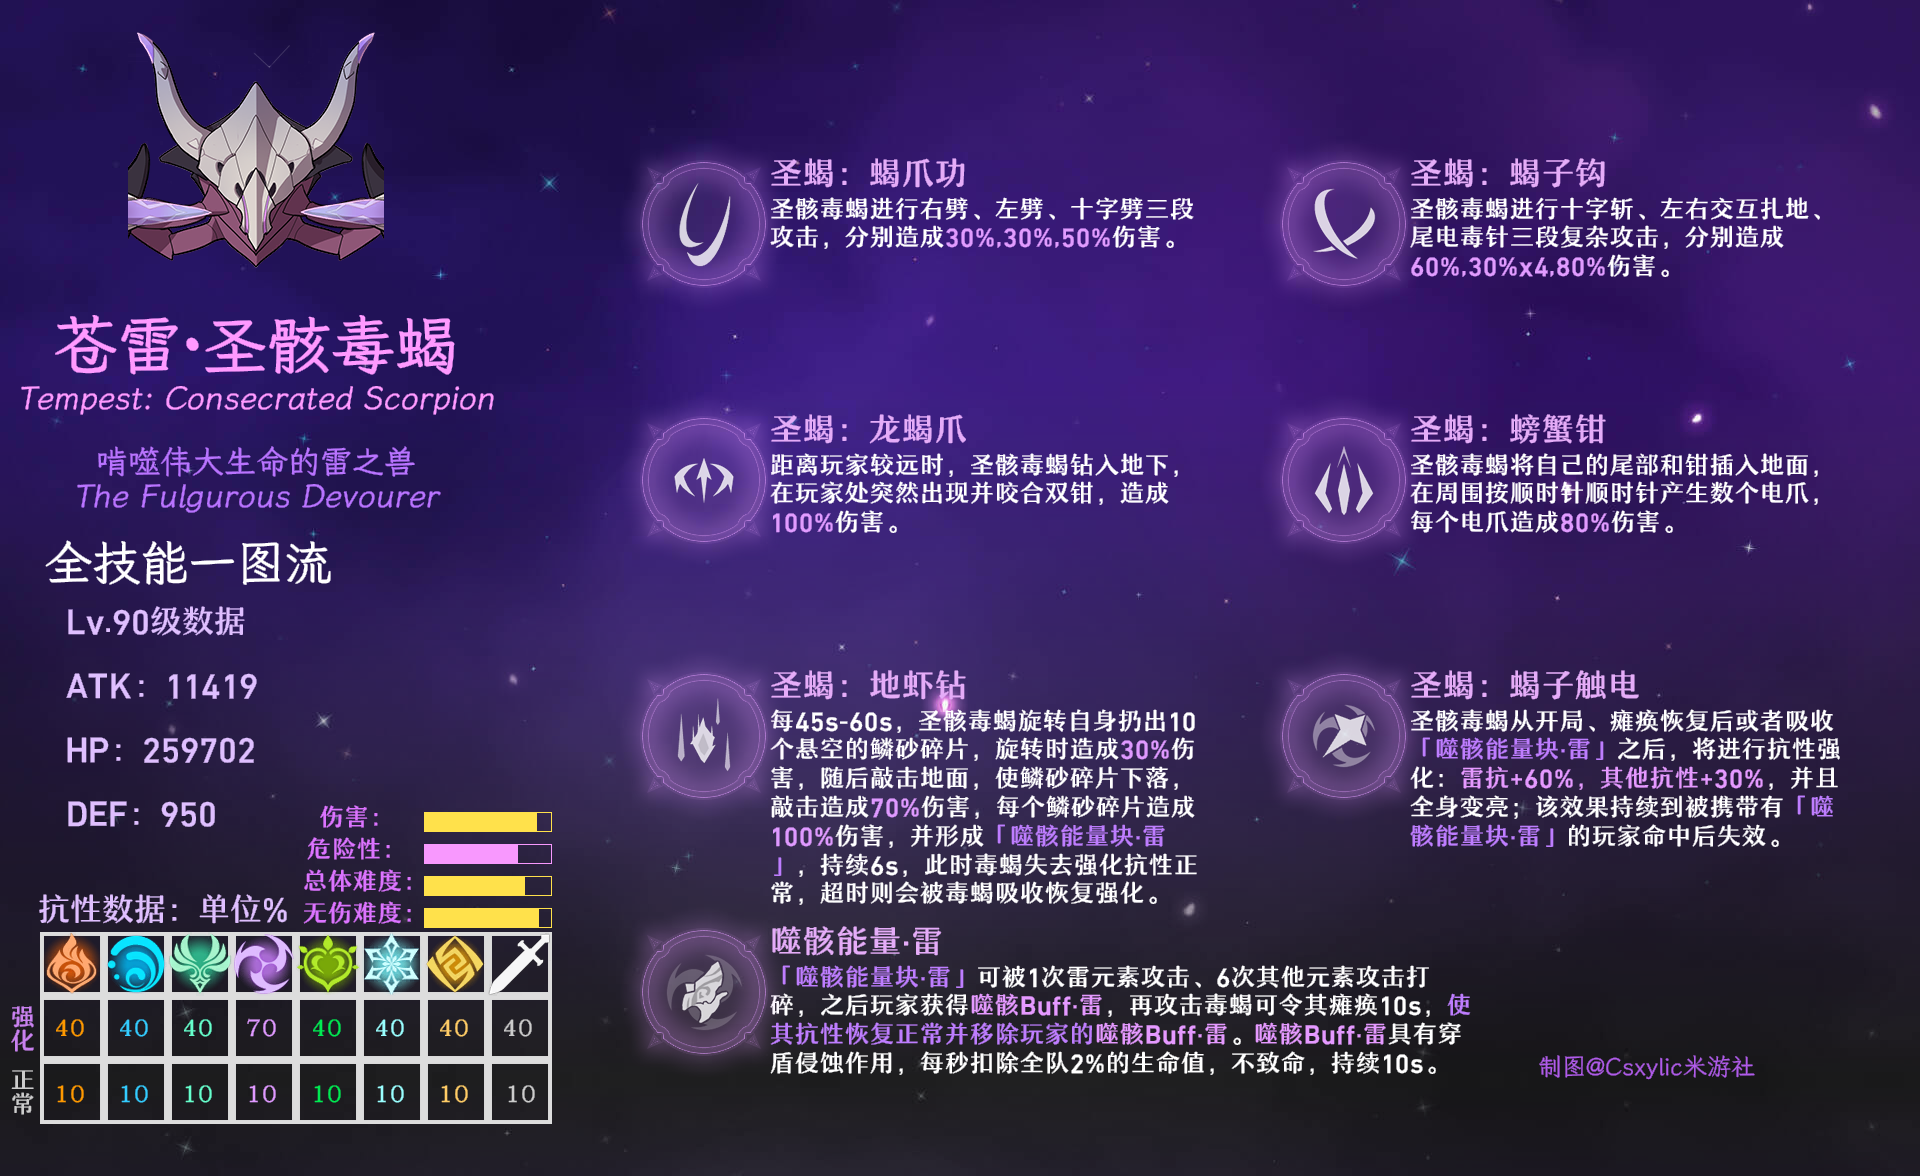 苍雷·圣骸毒蝎
Tempest: Consecrated Scorpion
啃噬伟大生命的雷之兽
The Fulgurous Devourer
全技能一图流
Lv.90级数据
ATK：11419
HP：259702
DEF：950
伤害：
危险性：
总体难度：
无伤难度：
抗性数据：单位%
强化 40 40 40 70 40 40 40 40
正常 10 10 10 10 10 10 10 10
圣蝎：蝎爪功
圣骸毒蝎进行右劈、左劈、十字劈三段
攻击，分别造成30%,30%,50%伤害。
圣蝎：蝎子钩
圣骸毒蝎进行十字斩、左右交互扎地、
尾电毒针三段复杂攻击，分别造成
60%,30%x4,80%伤害。
圣蝎：龙蝎爪
距离玩家较远时，圣骸毒蝎钻入地下，
在玩家处突然出现并咬合双钳，造成
100%伤害。
圣蝎：螃蟹钳
圣骸毒蝎将自己的尾部和钳插入地面，
在周围按顺时针顺时针产生数个电爪，
每个电爪造成80%伤害。
圣蝎：地虾钻
每45s-60s，圣骸毒蝎旋转自身扔出10
个悬空的鳞砂碎片，旋转时造成30%伤
害，随后敲击地面，使鳞砂碎片下落，
敲击造成70%伤害，每个鳞砂碎片造成
100%伤害，并形成「噬骸能量块·雷
」，持续6s，此时毒蝎失去强化抗性正
常，超时则会被毒蝎吸收恢复强化。
圣蝎：蝎子触电
圣骸毒蝎从开局、瘫痪恢复后或者吸收
「噬骸能量块·雷」之后，将进行抗性强
化：雷抗+60%，其他抗性+30%，并且
全身变亮；该效果持续到被携带有「噬
骸能量块·雷」的玩家命中后失效。
噬骸能量·雷
「噬骸能量块·雷」可被1次雷元素攻击、6次其他元素攻击打
碎，之后玩家获得噬骸Buff·雷，再攻击毒蝎可令其瘫痪10s，使
其抗性恢复正常并移除玩家的噬骸Buff·雷。噬骸Buff·雷具有穿
盾侵蚀作用，每秒扣除全队2%的生命值，不致命，持续10s。
制图@Csxylic米游社